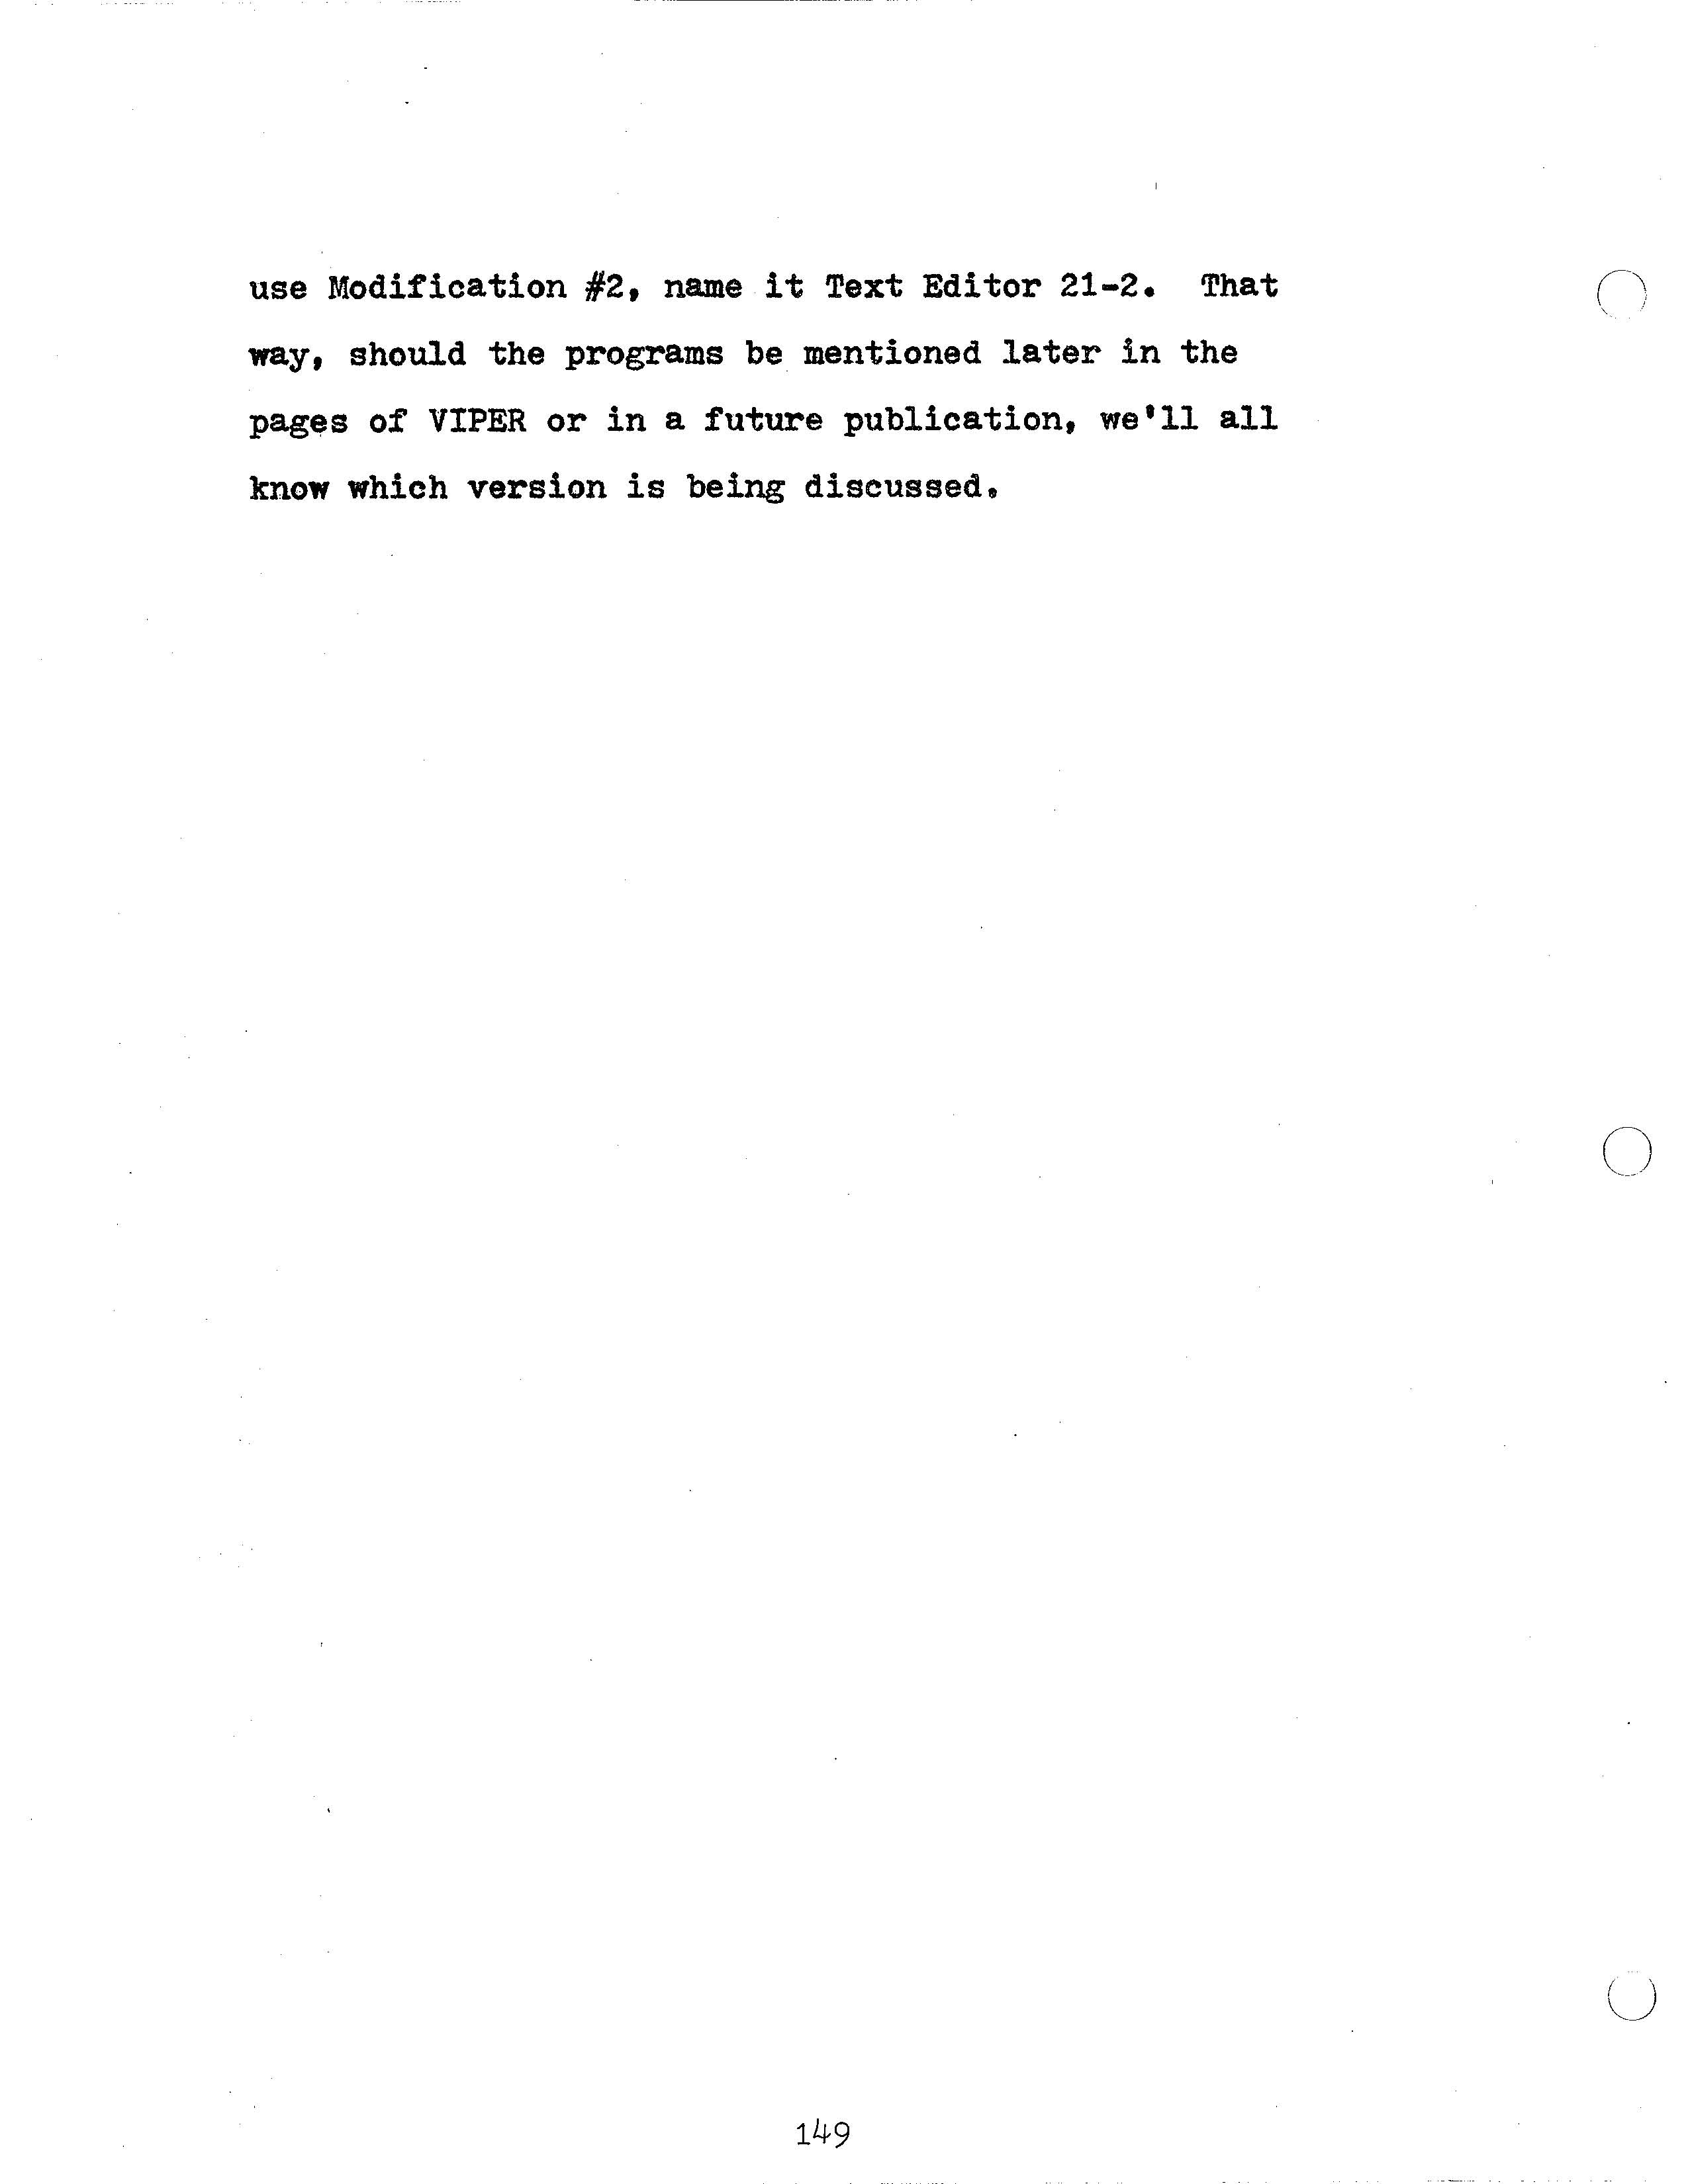 use Modification #2, name it Text Editor 21-2.  That
way, should the programs be mentioned later in the
pages of VIPER or in a future publication, we'll all
know which version is being discussed.
149